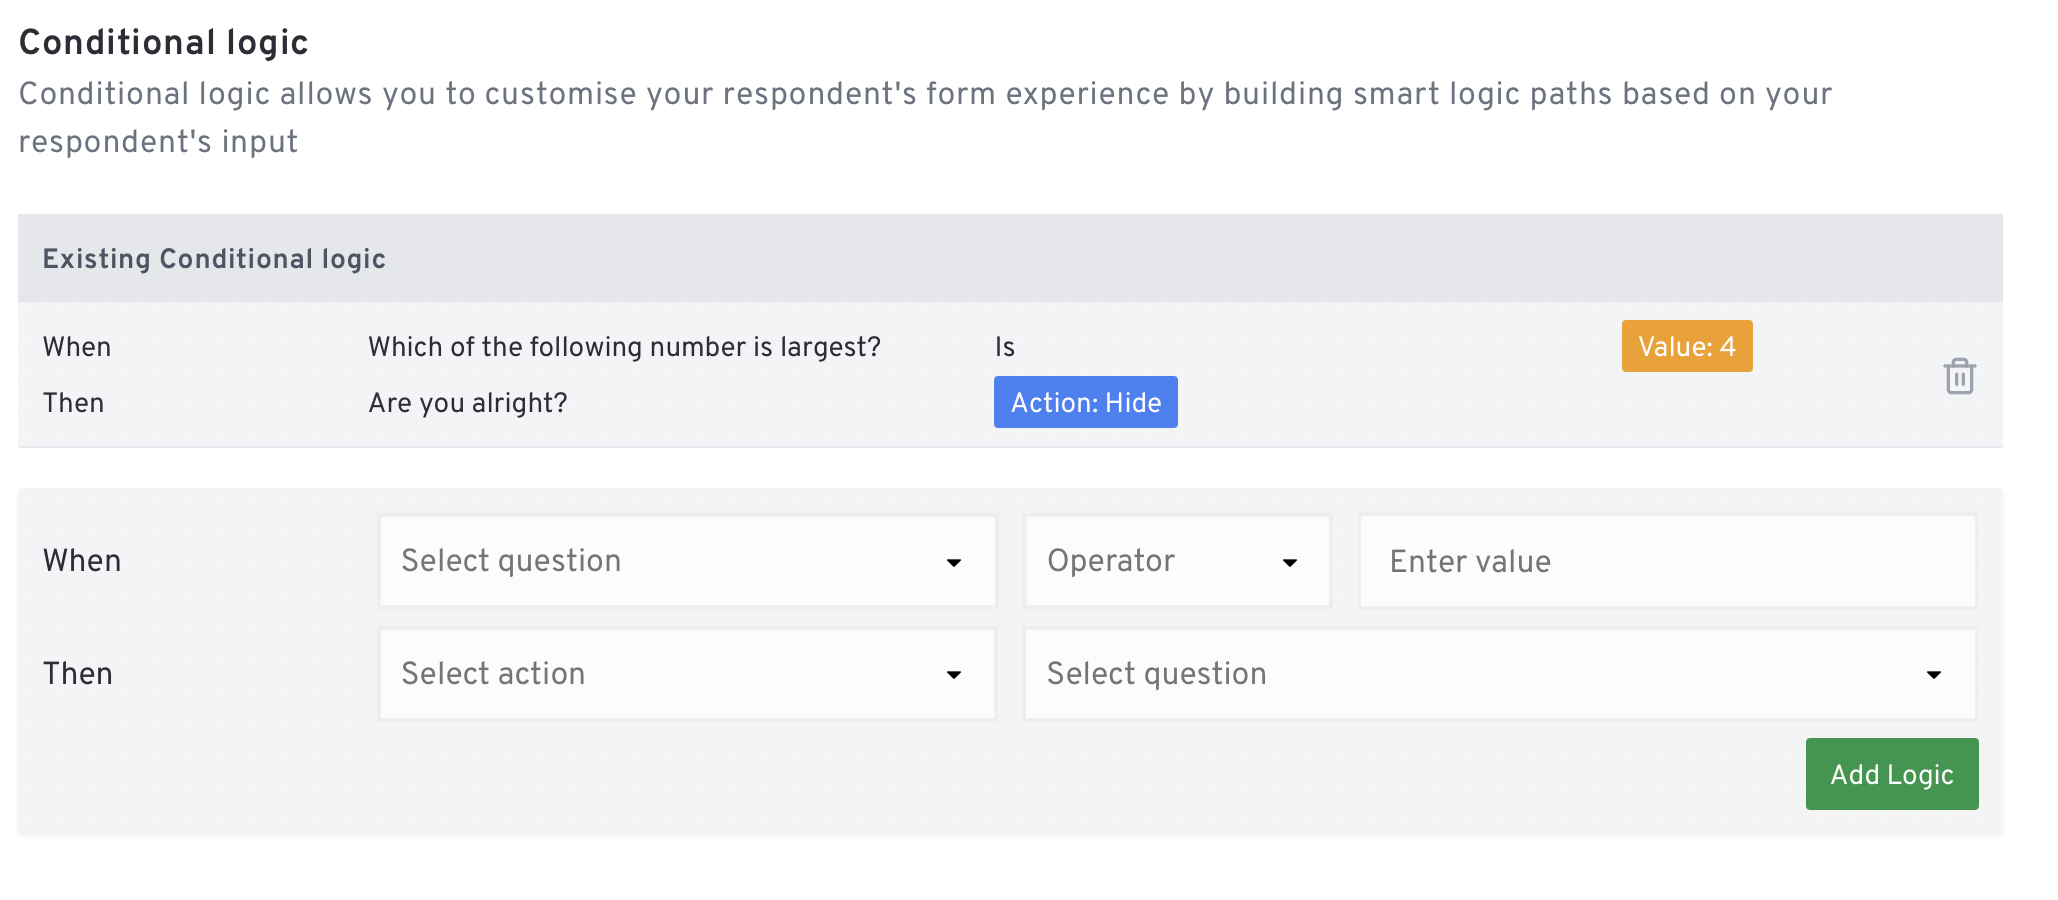 Conditional logic
Conditional logic allows you to customise your respondent's form experience by building smart logic paths based on your
respondent's input
Existing Conditional logic
When Which of the following number is largest? Is Value: 4
Then Are you alright? Action: Hide
When Select question Operator Enter value
Then Select action Select question
Add Logic